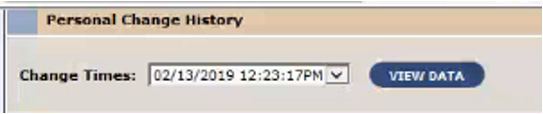 Personal Change History
Change Times: 02/13/2019 12:23:17PM VIEW DATA